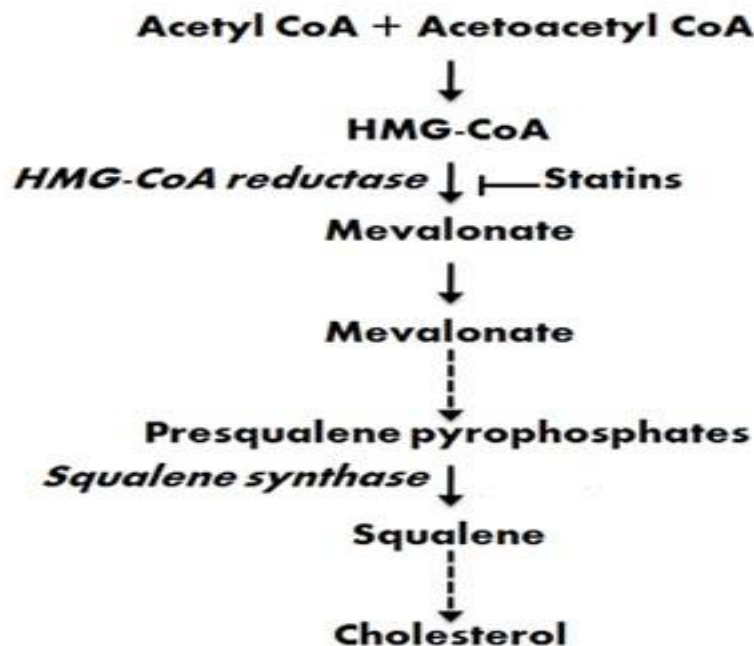 Acetyl CoA + Acetoacetyl CoA
HMG-CoA
HMG-CoA reductase
Statins
Mevalonate
Mevalonate
Presqualene pyrophosphates
Squalene synthase
Squalene
Cholesterol